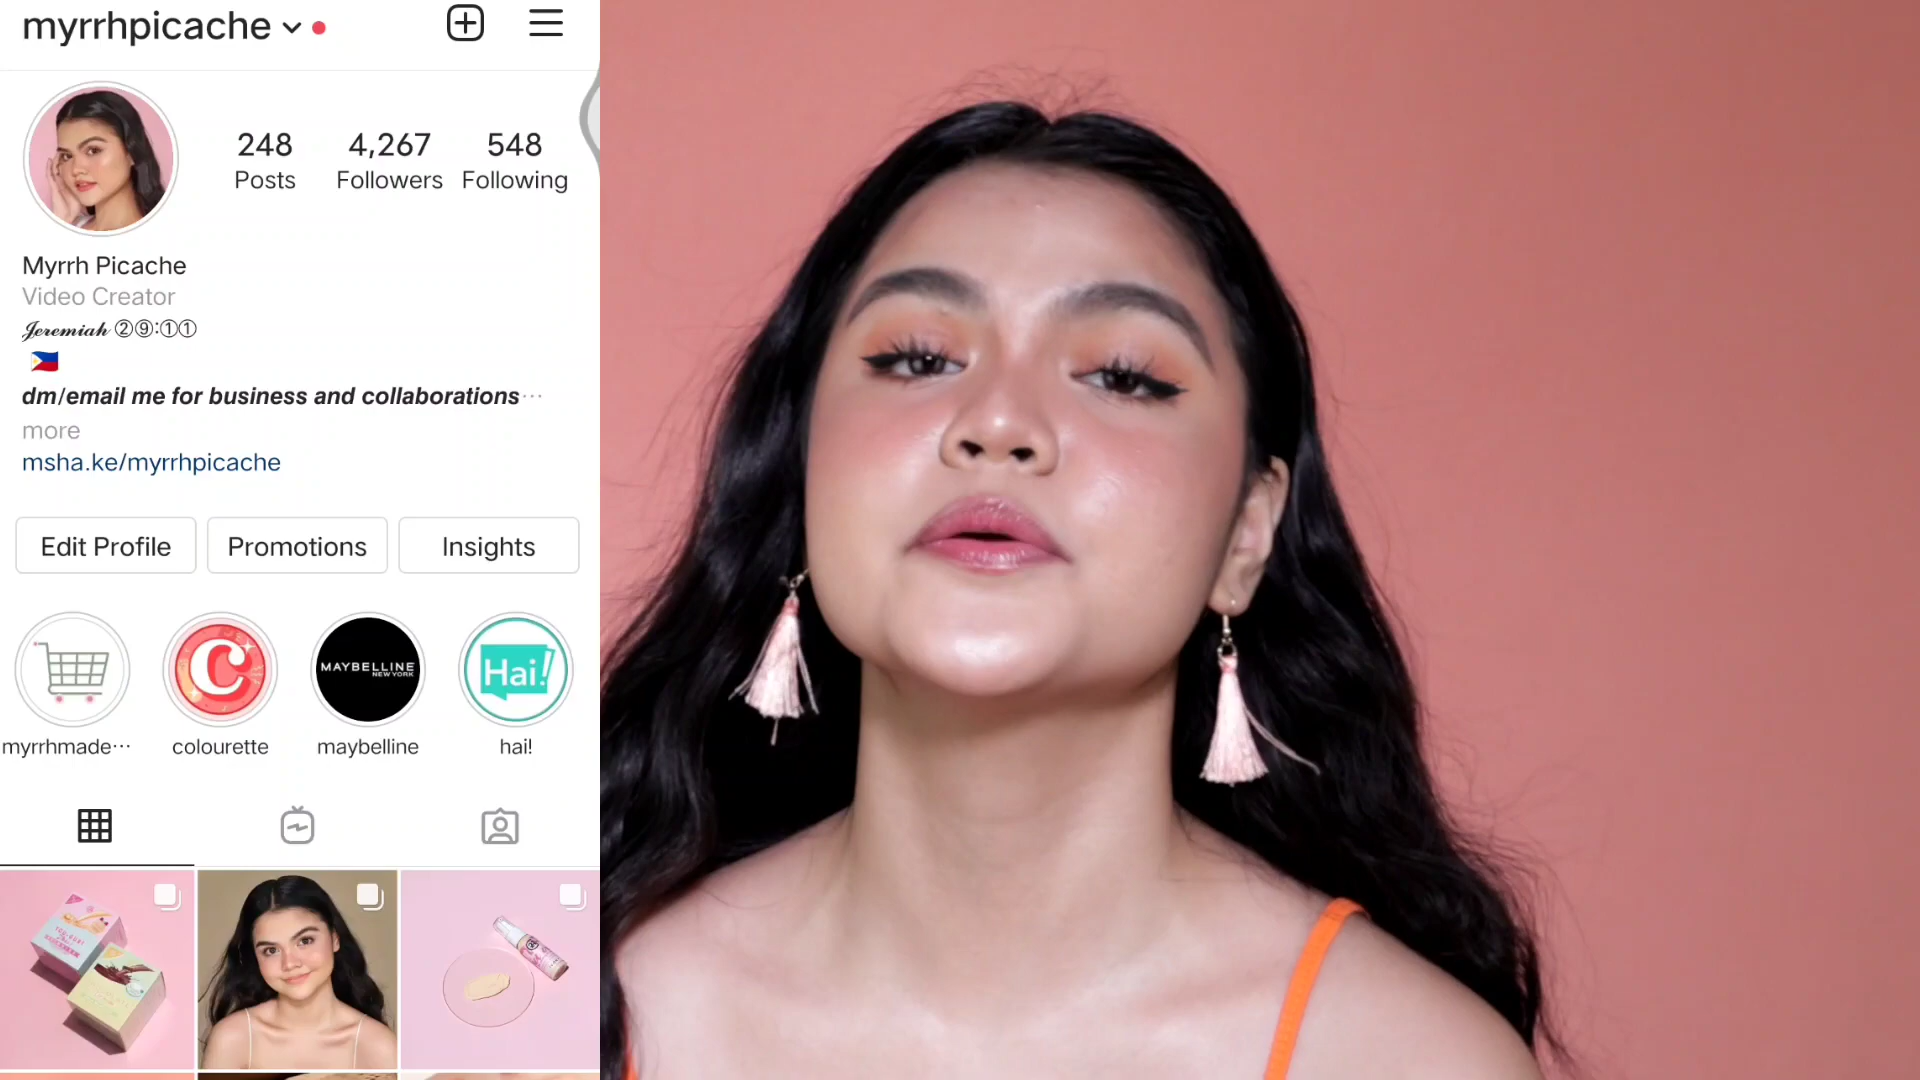 myrrhpicache
248 4,267 548
Posts Followers Following
Myrrh Picache
Video Creator
𝒥𝑒𝓇𝑒𝓂𝒾𝒶𝒽 ②⑨:①①
dm/email me for business and collaborations...
more
msha.ke/myrrhpicache
Edit Profile Promotions Insights
C
MAYBELLINE
NEW YORK
Hai!
myrrhmade... colourette maybelline hai!